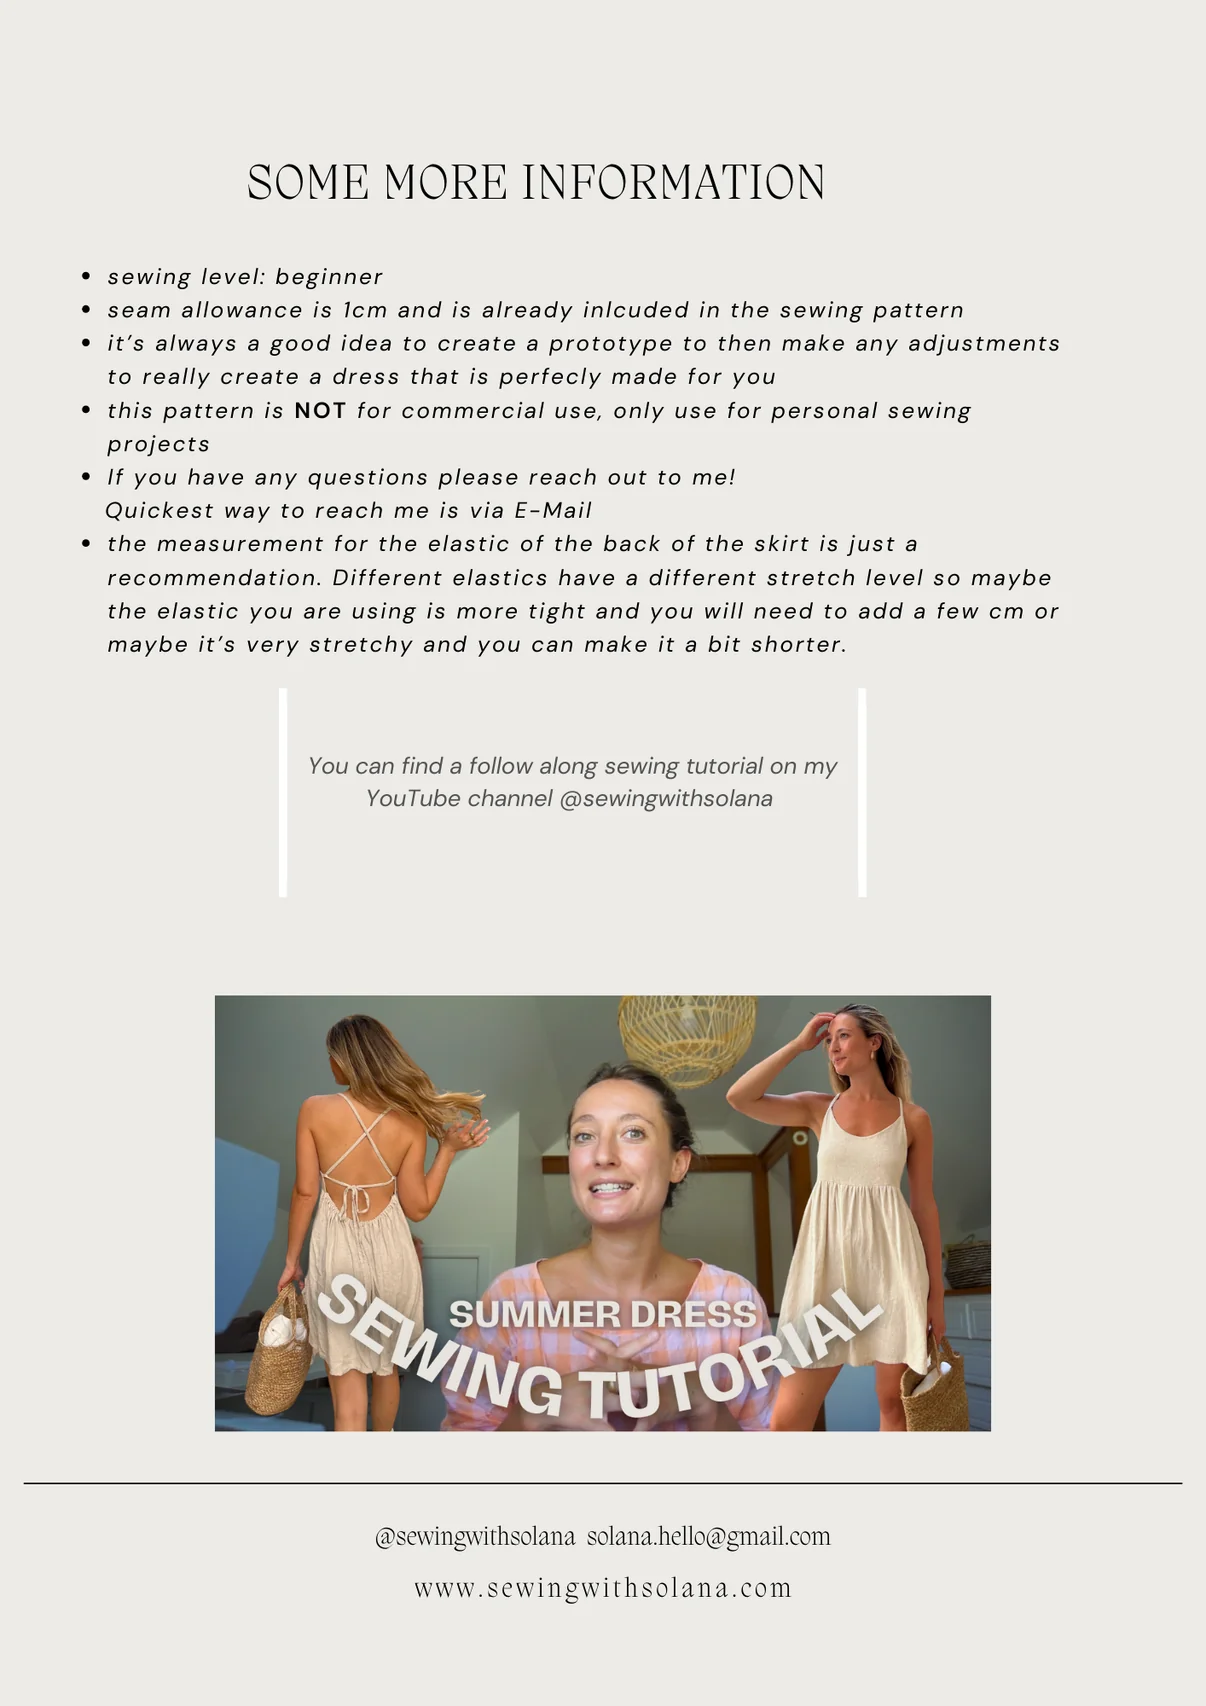 SOME MORE INFORMATION
• sewing level: beginner
• seam allowance is 1cm and is already inlcuded in the sewing pattern
• it’s always a good idea to create a prototype to then make any adjustments
to really create a dress that is perfecly made for you
• this pattern is NOT for commercial use, only use for personal sewing
projects
• If you have any questions please reach out to me!
Quickest way to reach me is via E-Mail
• the measurement for the elastic of the back of the skirt is just a
recommendation. Different elastics have a different stretch level so maybe
the elastic you are using is more tight and you will need to add a few cm or
maybe it’s very stretchy and you can make it a bit shorter.
You can find a follow along sewing tutorial on my
YouTube channel @sewingwithsolana
SUMMER DRESS
SEWING TUTORIAL
@sewingwithsolana solana.hello@gmail.com
www.sewingwithsolana.com